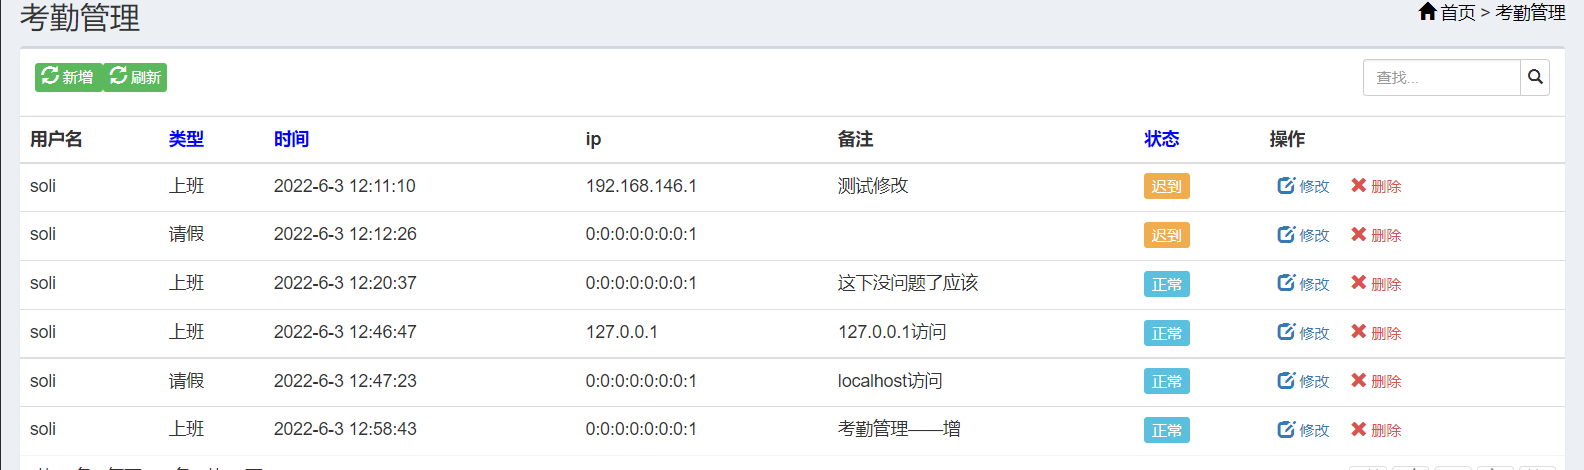 考勤管理
首页 > 考勤管理
新增 刷新
查找...
用户名 类型 时间 ip 备注 状态 操作
soli 上班 2022-6-3 12:11:10 192.168.146.1 测试修改 迟到 修改 删除
soli 请假 2022-6-3 12:12:26 0:0:0:0:0:0:0:1 迟到 修改 删除
soli 上班 2022-6-3 12:20:37 0:0:0:0:0:0:0:1 这下没问题了应该 正常 修改 删除
soli 上班 2022-6-3 12:46:47 127.0.0.1 127.0.0.1访问 正常 修改 删除
soli 请假 2022-6-3 12:47:23 0:0:0:0:0:0:0:1 localhost访问 正常 修改 删除
soli 上班 2022-6-3 12:58:43 0:0:0:0:0:0:0:1 考勤管理——增 正常 修改 删除